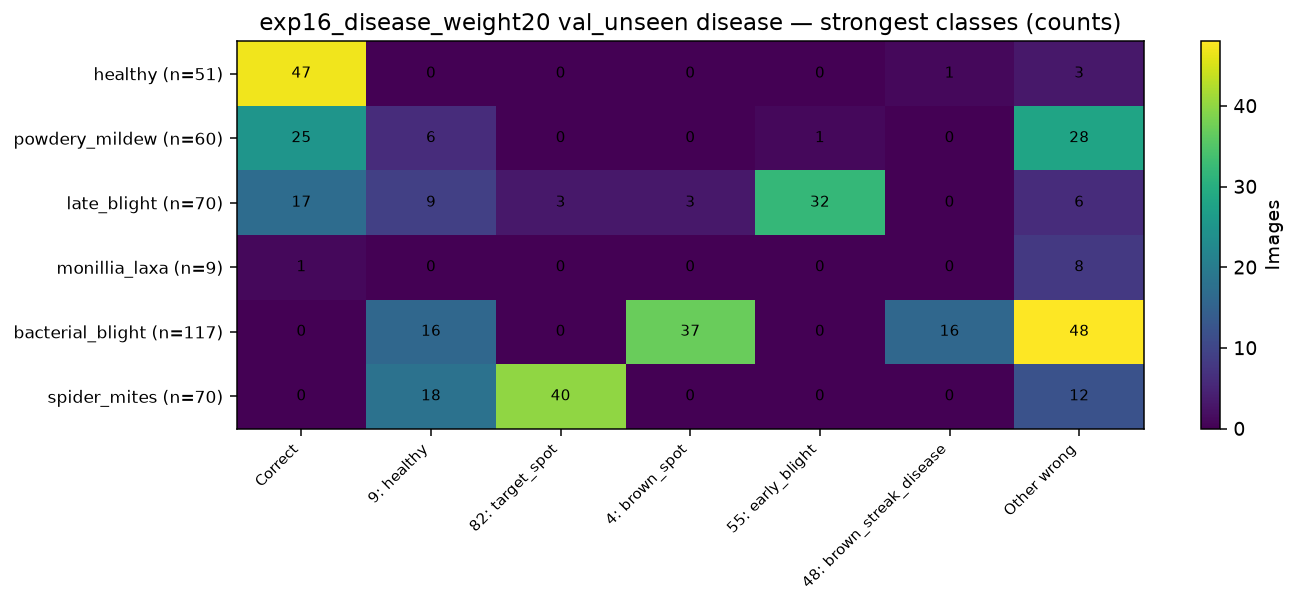 exp16_disease_weight20 val_unseen disease — strongest classes (counts)
healthy (n=51) 47 0 0 0 0 1 3
powdery_mildew (n=60) 25 6 0 0 1 0 28
late_blight (n=70) 17 9 3 3 32 0 6
monillia_laxa (n=9) 1 0 0 0 0 0 8
bacterial_blight (n=117) 0 16 0 37 0 16 48
spider_mites (n=70) 0 18 40 0 0 0 12
Correct
9: healthy
82: target_spot
4: brown_spot
55: early_blight
48: brown_streak_disease
Other wrong
40
30
20
10
0
Images